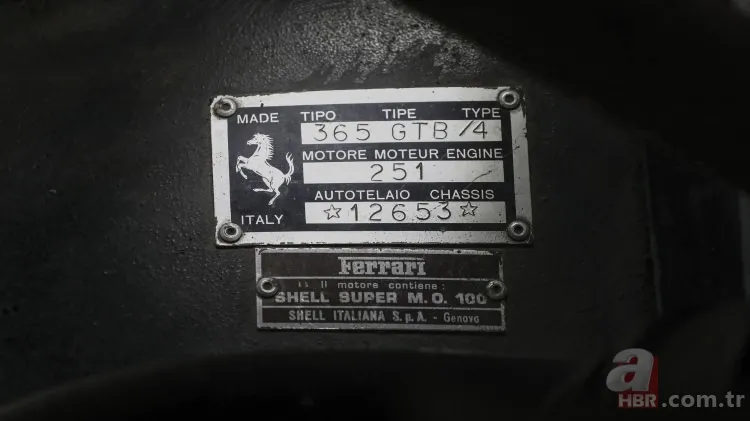 MADE TIPO TIPE TYPE
365 GTB/4
MOTORE MOTEUR ENGINE
251
AUTOTELAIO CHASSIS
ITALY ☆12653☆
Ferrari
Il motore contiene:
SHELL SUPER M.O. 100
SHELL ITALIANA S.p.A. - Genova
a
HBR.com.tr